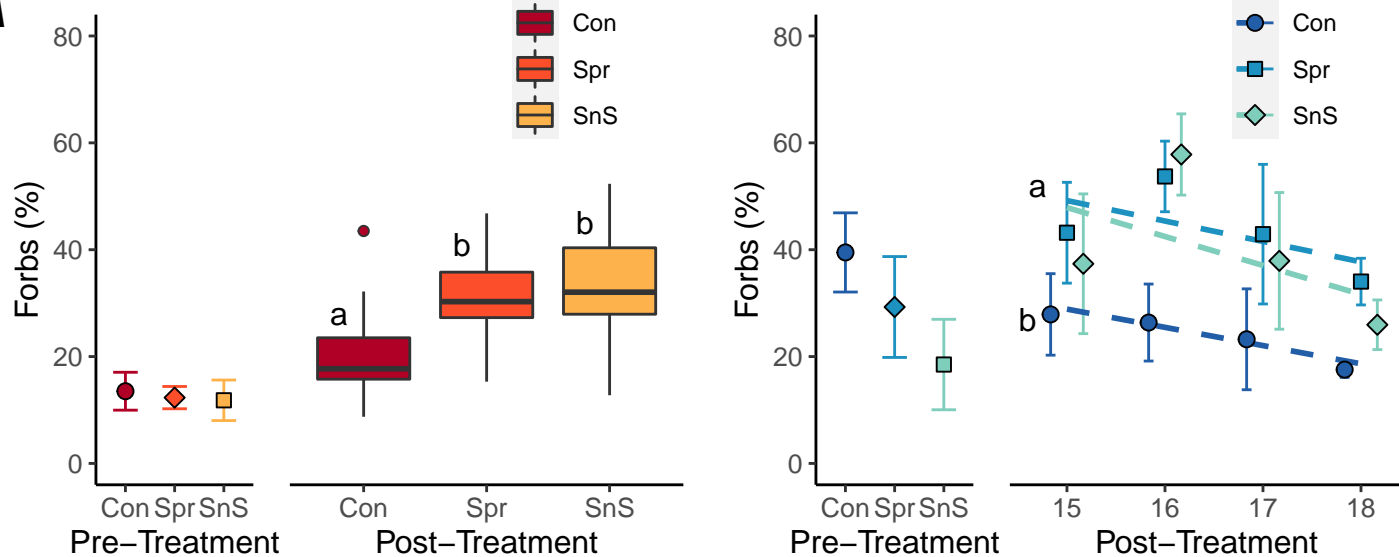 Con
Spr
SnS
80
60
40
20
0
Forbs (%)
a
b
b
Con Spr SnS
Con Spr SnS
Pre−Treatment
Post−Treatment
Con
Spr
SnS
80
60
40
20
0
Forbs (%)
a
b
Con Spr SnS
15 16 17 18
Pre−Treatment
Post−Treatment